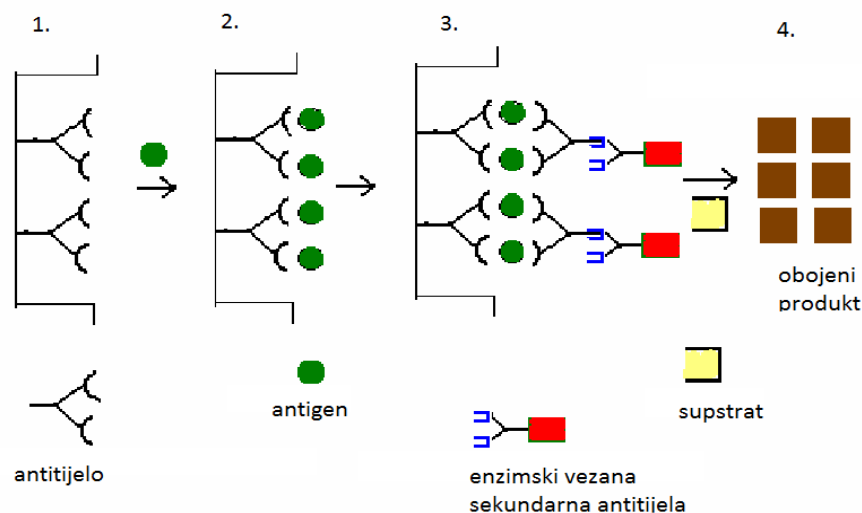 1.
2.
3.
4.
obojeni
produkt
antigen
supstrat
antitijelo
enzimski vezana
sekundarna antitijela